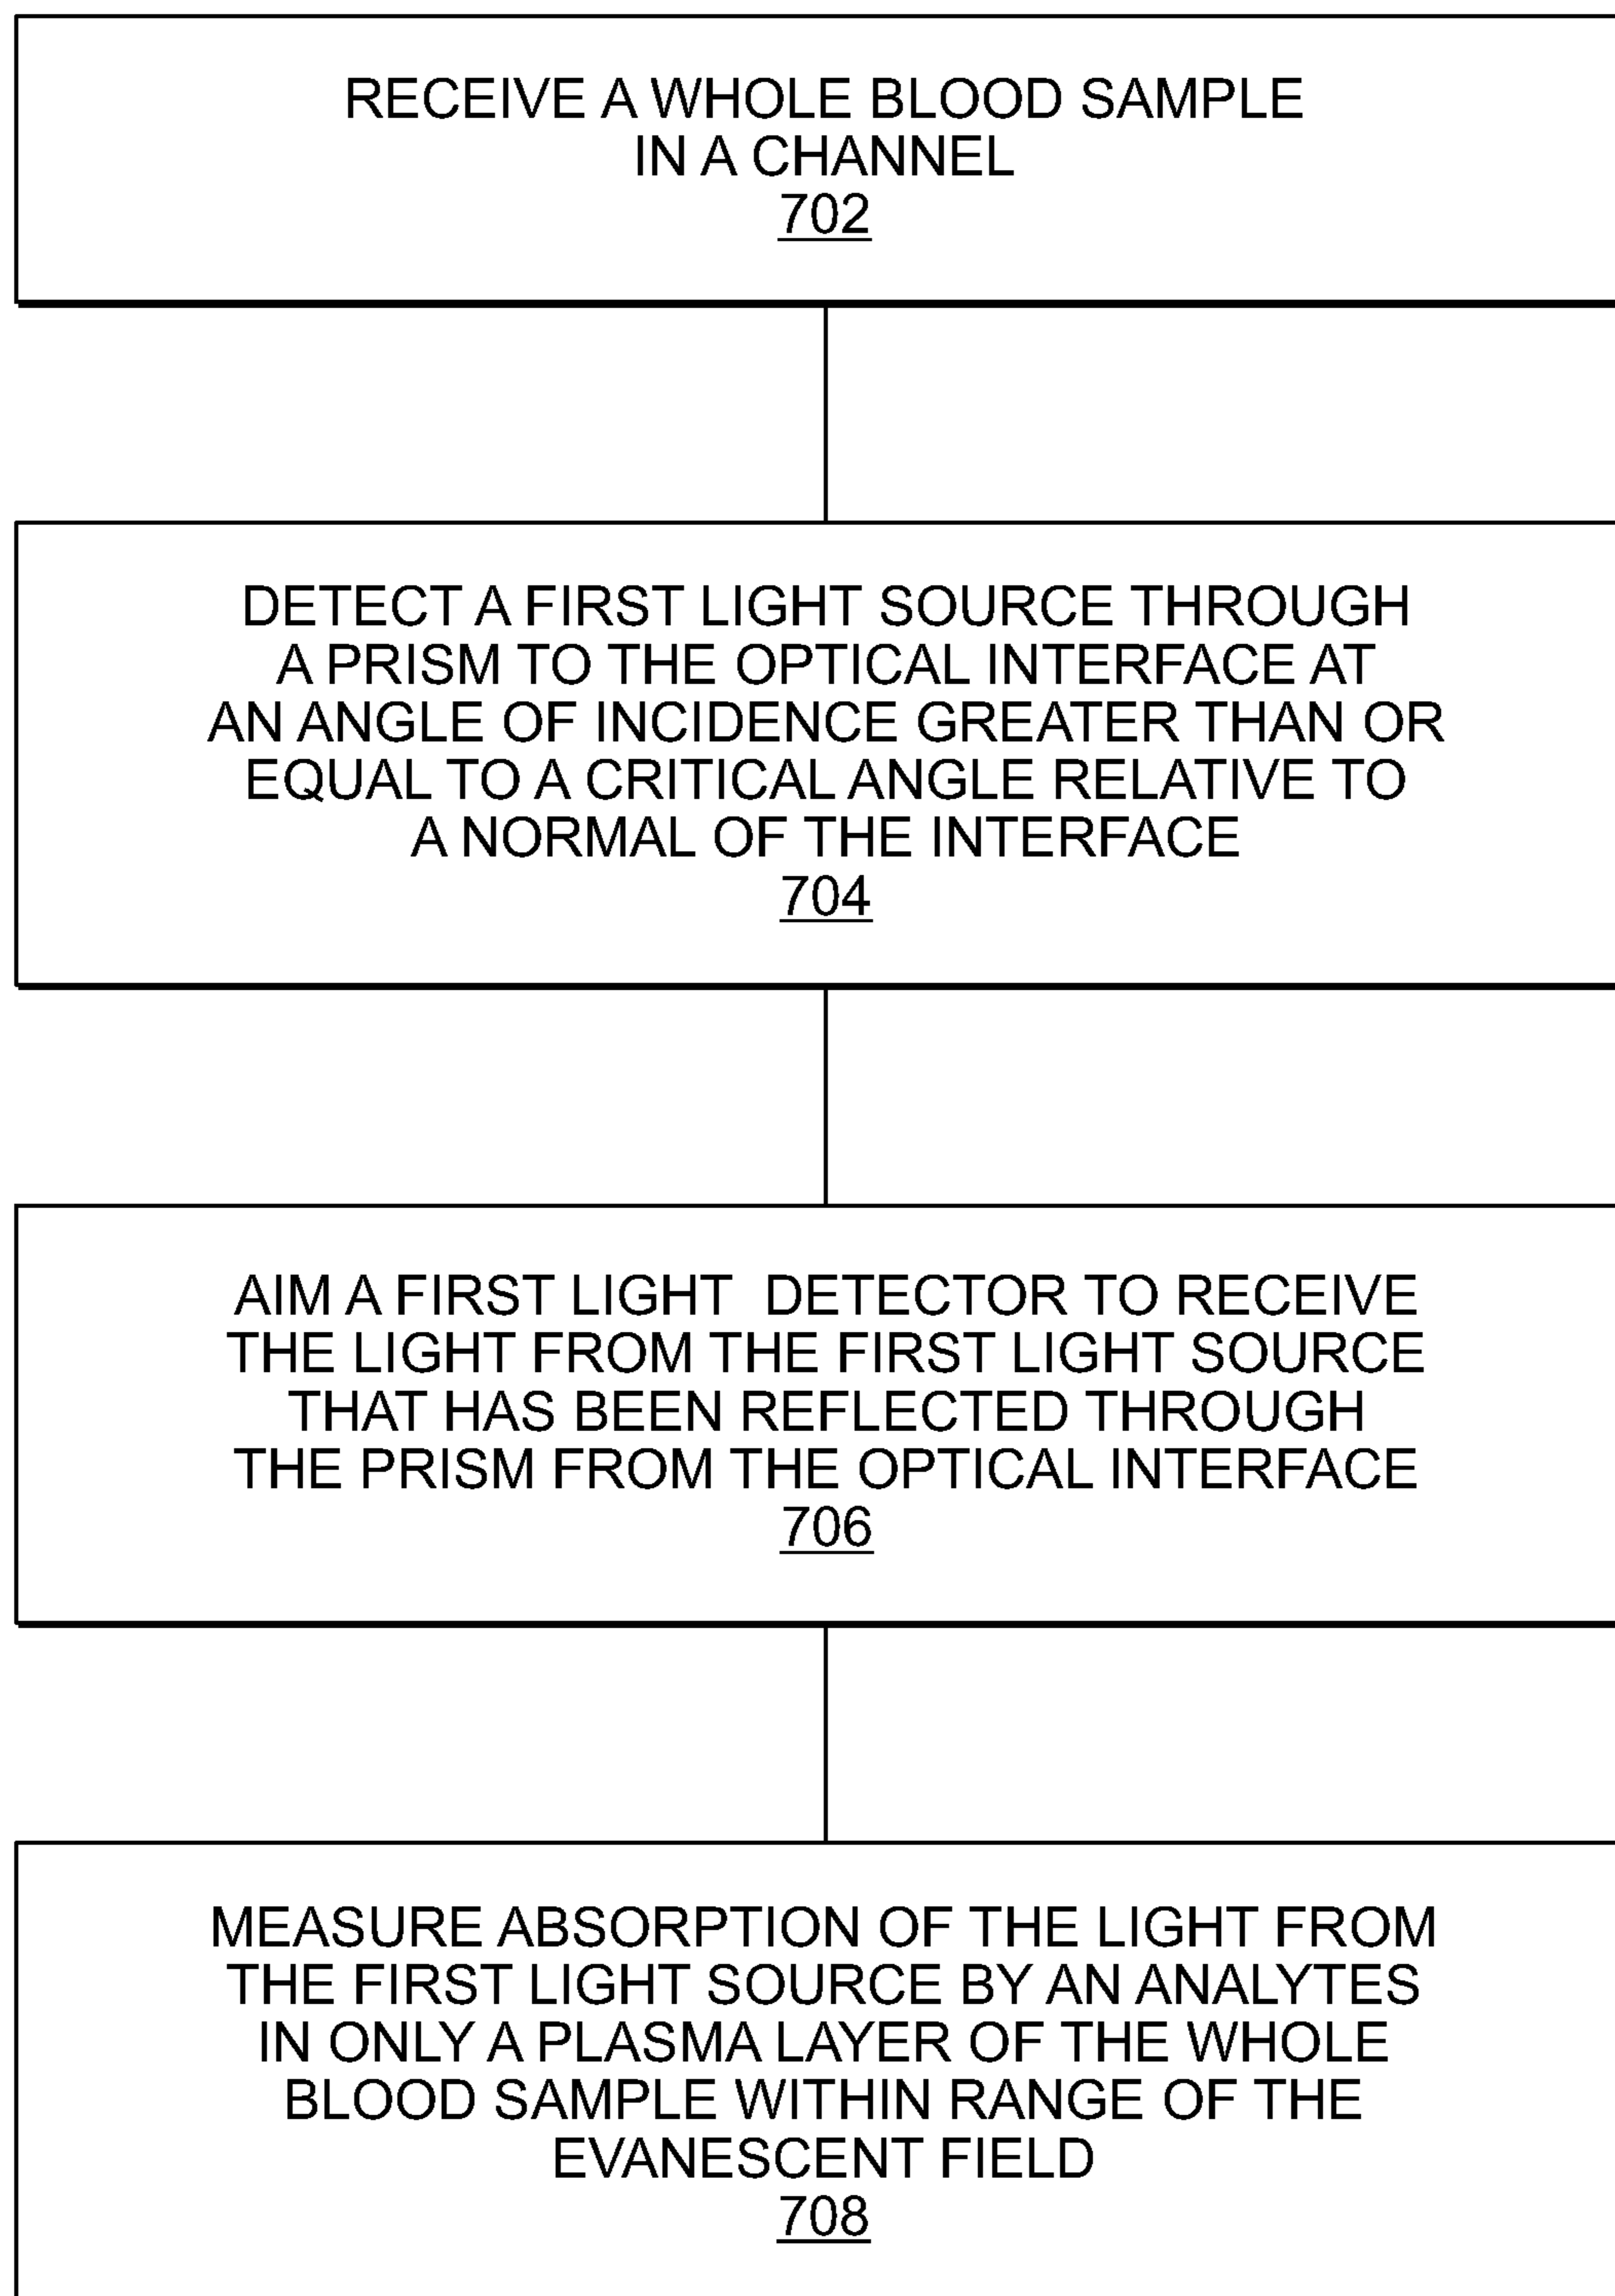 RECEIVE A WHOLE BLOOD SAMPLE
IN A CHANNEL
702
DETECT A FIRST LIGHT SOURCE THROUGH
A PRISM TO THE OPTICAL INTERFACE AT
AN ANGLE OF INCIDENCE GREATER THAN OR
EQUAL TO A CRITICAL ANGLE RELATIVE TO
A NORMAL OF THE INTERFACE
704
AIM A FIRST LIGHT DETECTOR TO RECEIVE
THE LIGHT FROM THE FIRST LIGHT SOURCE
THAT HAS BEEN REFLECTED THROUGH
THE PRISM FROM THE OPTICAL INTERFACE
706
MEASURE ABSORPTION OF THE LIGHT FROM
THE FIRST LIGHT SOURCE BY AN ANALYTES
IN ONLY A PLASMA LAYER OF THE WHOLE
BLOOD SAMPLE WITHIN RANGE OF THE
EVANESCENT FIELD
708